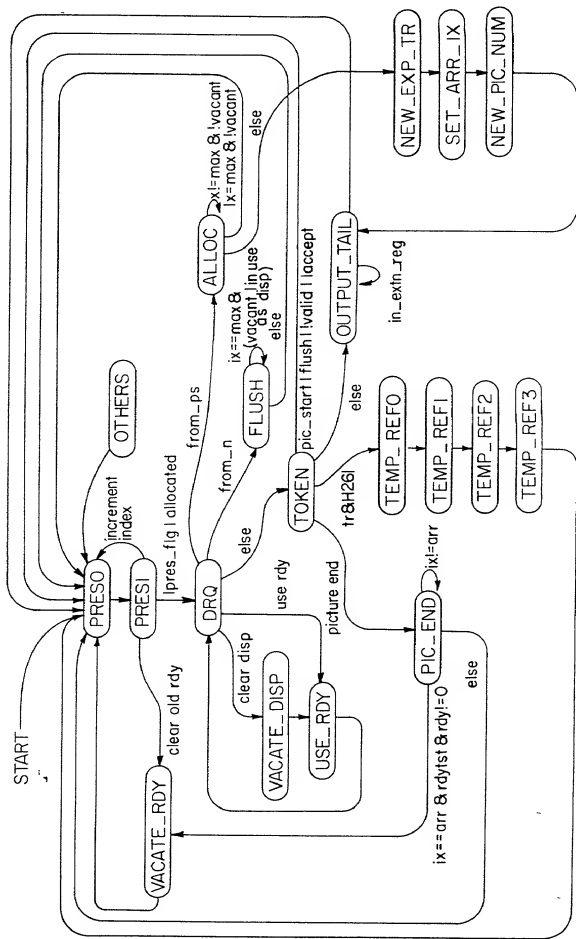 START
PRES0
PRES1
increment
index
OTHERS
clear old rdy
VACATE_RDY
!pres_flg | allocated
DRQ
clear disp
VACATE_DISP
use rdy
USE_RDY
from_ps
ALLOC
x!=max & !vacant
!x=max & !vacant
else
from_n
FLUSH
ix==max &
(vacant | in use
as disp)
else
else
TOKEN
pic_start | flush | !valid | !accept
picture end
PIC_END
ix!=arr
else
ix==arr & rdytst & rdy!=0
tr&H261
TEMP_REF0
TEMP_REF1
TEMP_REF2
TEMP_REF3
else
OUTPUT_TAIL
in_extn_reg
NEW_EXP_TR
SET_ARR_IX
NEW_PIC_NUM